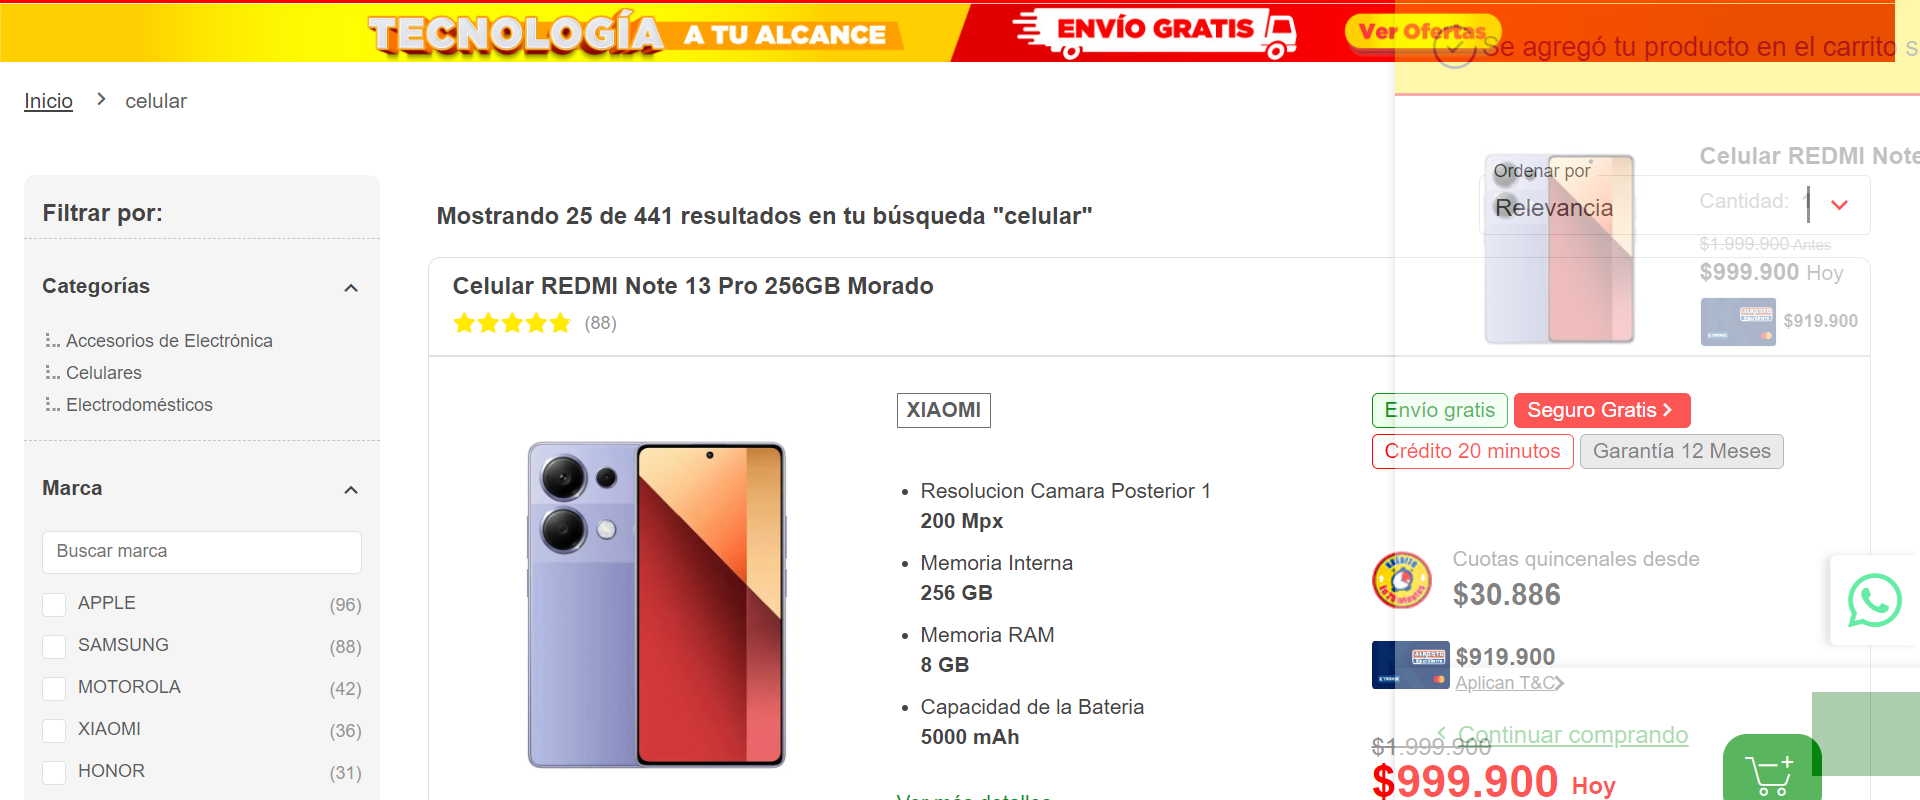 TECNOLOGÍA A TU ALCANCE
ENVÍO GRATIS
Ver Ofertas
Se agregó tu producto en el carrito
Inicio > celular
Filtrar por:
Categorías
Accesorios de Electrónica
Celulares
Electrodomésticos
Marca
Buscar marca
APPLE (96)
SAMSUNG (88)
MOTOROLA (42)
XIAOMI (36)
HONOR (31)
Mostrando 25 de 441 resultados en tu búsqueda "celular"
Ordenar por
Relevancia
Celular REDMI Note 13 Pro 256GB Morado
(88)
XIAOMI
Resolucion Camara Posterior 1
200 Mpx
Memoria Interna
256 GB
Memoria RAM
8 GB
Capacidad de la Bateria
5000 mAh
Envío gratis
Seguro Gratis
Crédito 20 minutos
Garantía 12 Meses
Cuotas quincenales desde
$30.886
$919.900
Aplican T&C
$1.999.900
$999.900 Hoy
Celular REDMI Note
Cantidad: 1
$1.999.900 Antes
$999.900 Hoy
ALKOSTO
$919.900
Continuar comprando